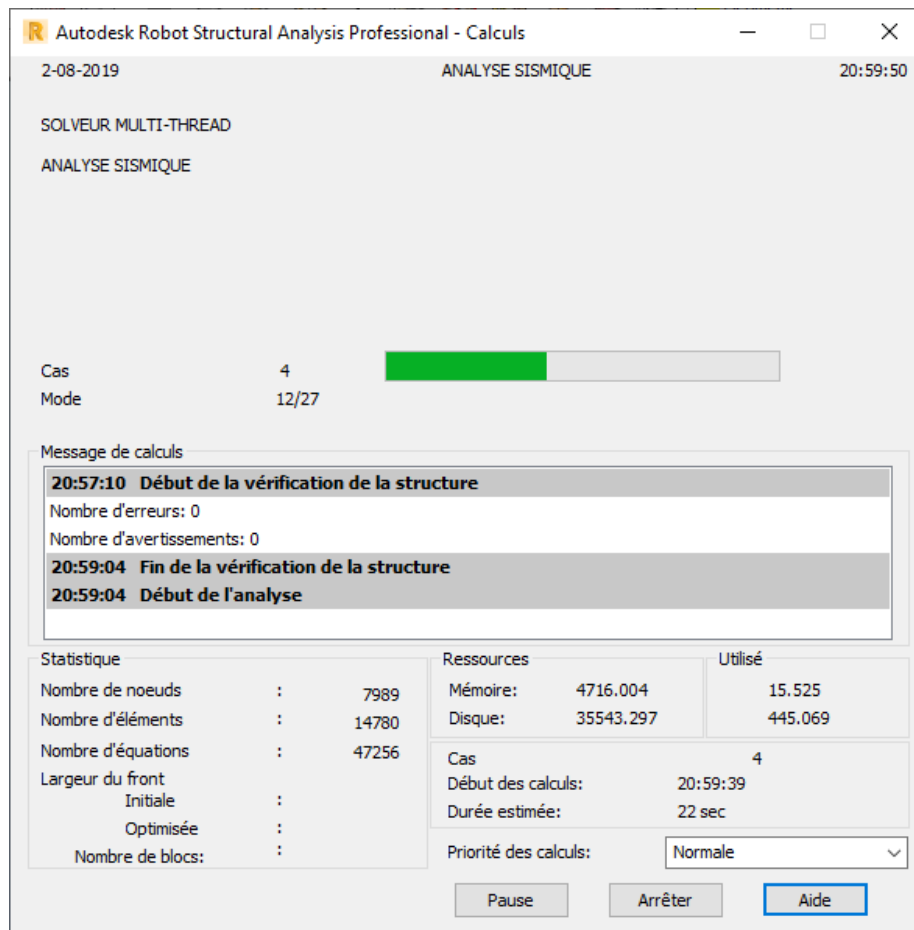 R Autodesk Robot Structural Analysis Professional - Calculs
2-08-2019 ANALYSE SISMIQUE 20:59:50
SOLVEUR MULTI-THREAD
ANALYSE SISMIQUE
Cas 4
Mode 12/27
Message de calculs
20:57:10 Début de la vérification de la structure
Nombre d'erreurs: 0
Nombre d'avertissements: 0
20:59:04 Fin de la vérification de la structure
20:59:04 Début de l'analyse
Statistique
Nombre de noeuds : 7989
Nombre d'éléments : 14780
Nombre d'équations : 47256
Largeur du front
Initiale :
Optimisée :
Nombre de blocs: :
Ressources Utilisé
Mémoire: 4716.004 15.525
Disque: 35543.297 445.069
Cas 4
Début des calculs: 20:59:39
Durée estimée: 22 sec
Priorité des calculs: Normale
Pause Arrêter Aide